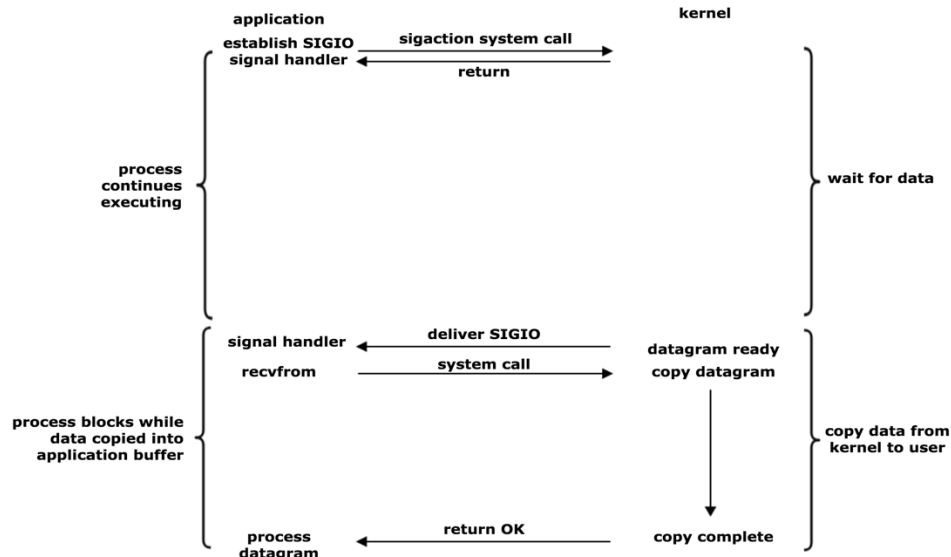 application
kernel
establish SIGIO
signal handler
sigaction system call
return
process
continues
executing
wait for data
signal handler
deliver SIGIO
datagram ready
recvfrom
system call
copy datagram
process blocks while
data copied into
application buffer
copy data from
kernel to user
process
datagram
return OK
copy complete